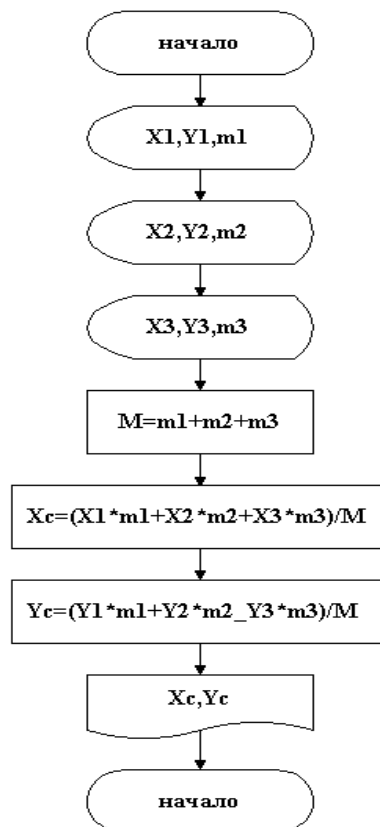 начало
X1,Y1,m1
X2,Y2,m2
X3,Y3,m3
M=m1+m2+m3
Xc=(X1*m1+X2*m2+X3*m3)/M
Yc=(Y1*m1+Y2*m2_Y3*m3)/M
Xc,Yc
начало